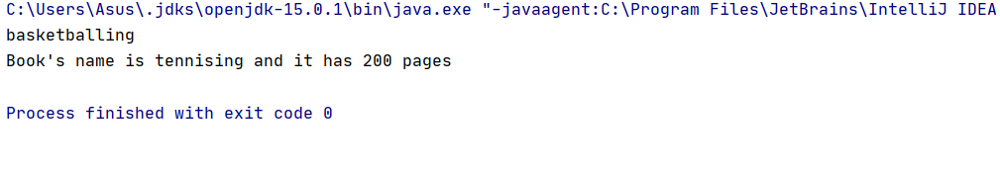 C:\Users\Asus\.jdks\openjdk-15.0.1\bin\java.exe "-javaagent:C:\Program Files\JetBrains\IntelliJ IDEA
basketballing
Book's name is tennising and it has 200 pages
Process finished with exit code 0